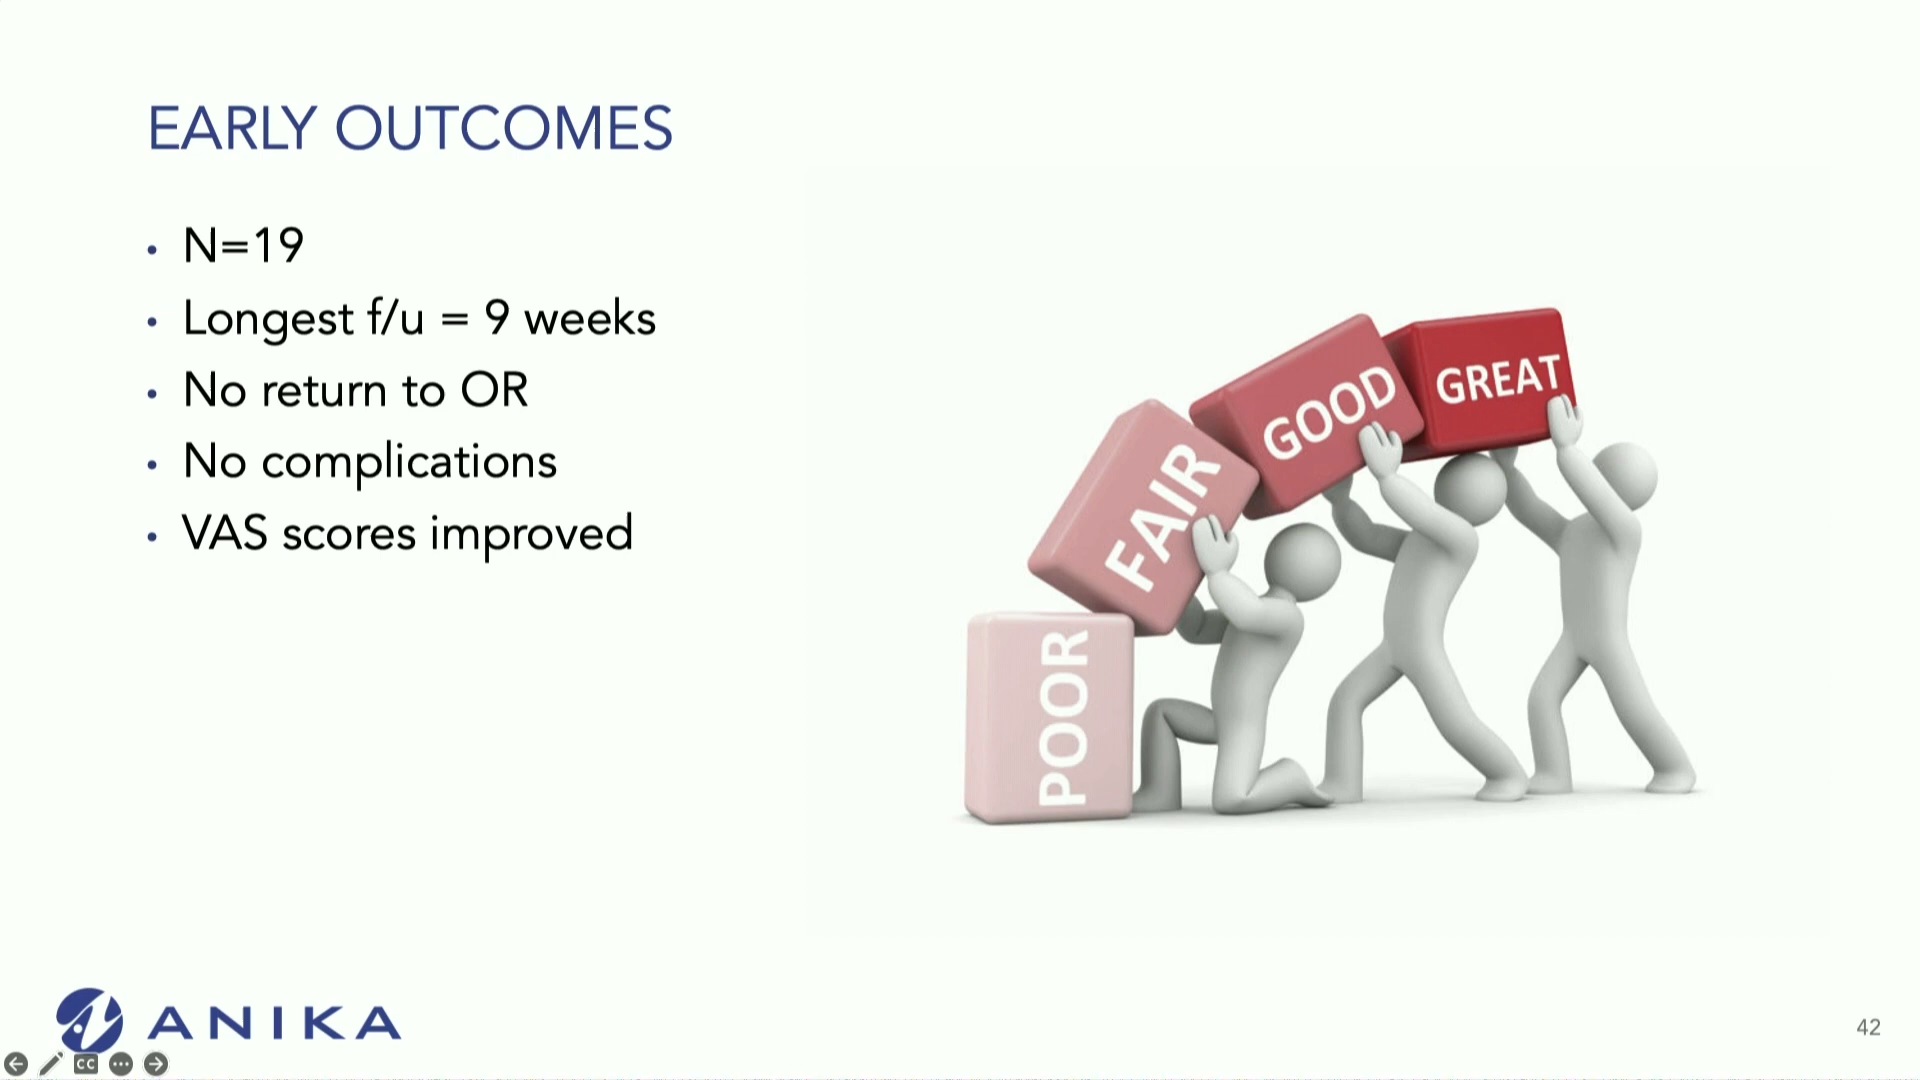 EARLY OUTCOMES
• N=19
• Longest f/u = 9 weeks
• No return to OR
• No complications
• VAS scores improved
POOR
FAIR
GOOD
GREAT
ANIKA
42
CC